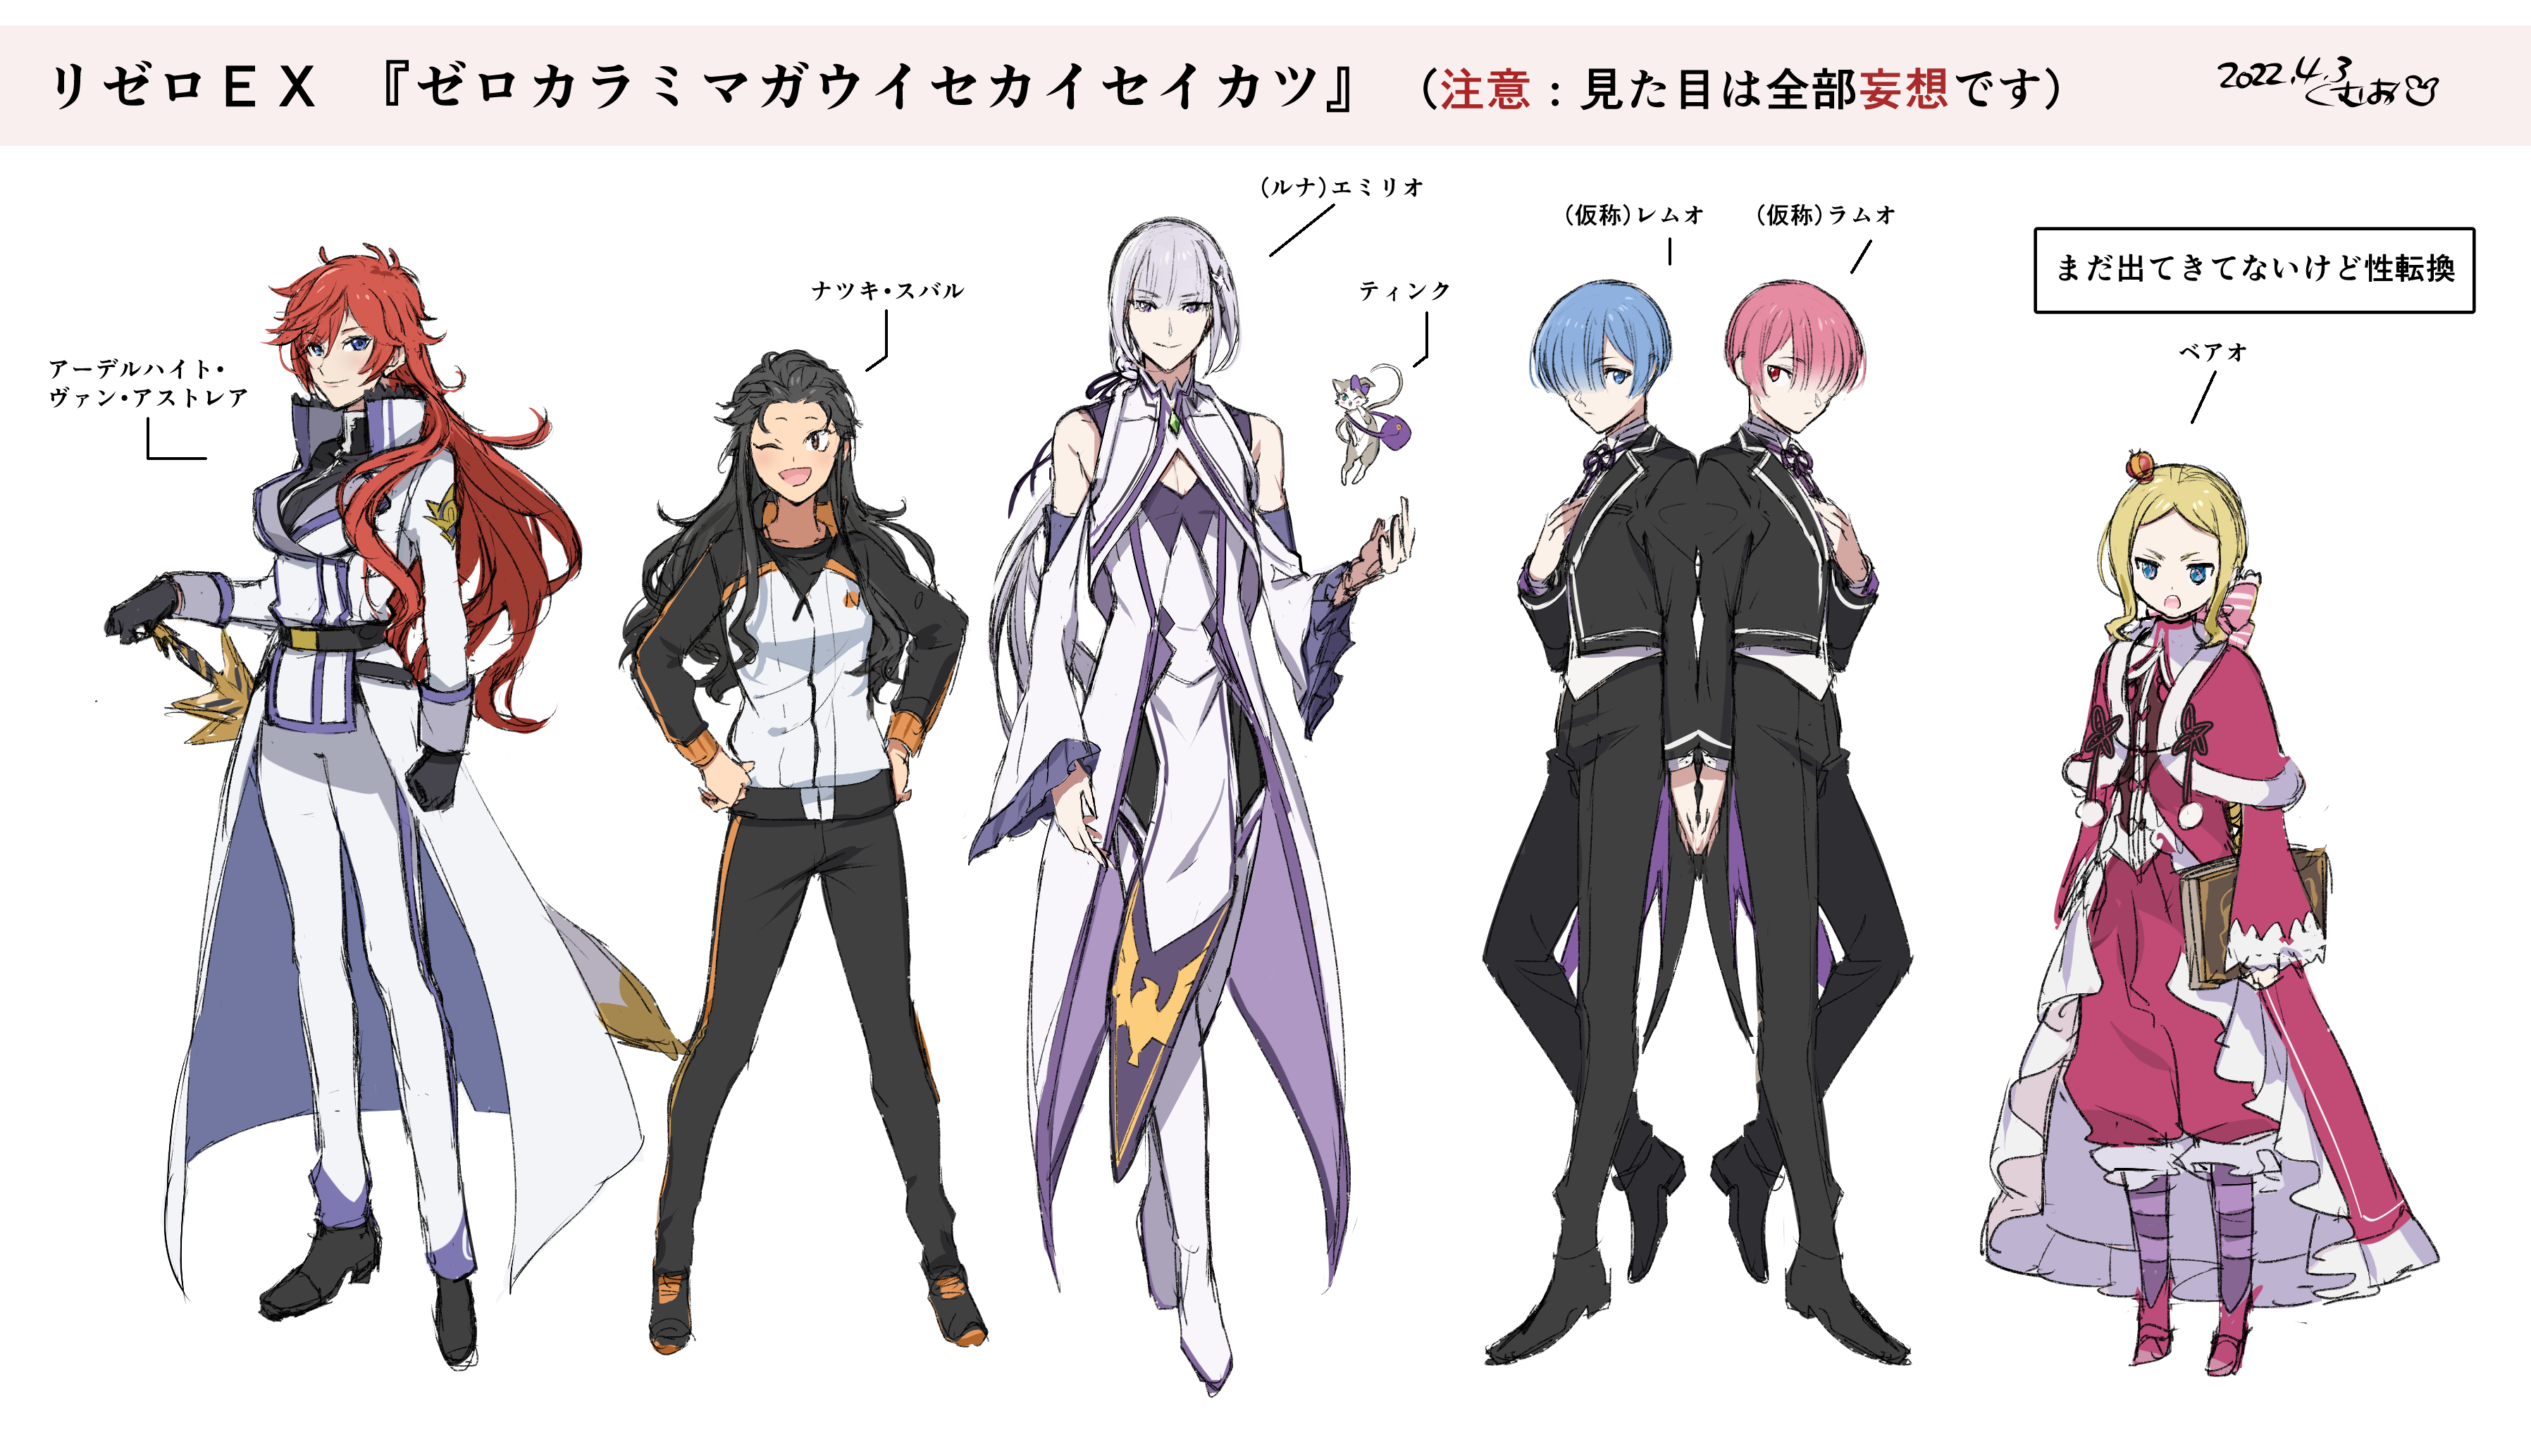 リゼロＥＸ 『ゼロカラミマガウイセカイセイカツ』 （注意：見た目は全部妄想です）
2022.4.3
くむお
(ルナ)エミリオ
(仮称)レムオ
(仮称)ラムオ
まだ出てきてないけど性転換
ナツキ・スバル
ティンク
ベアオ
アーデルハイト・
ヴァン・アストレア